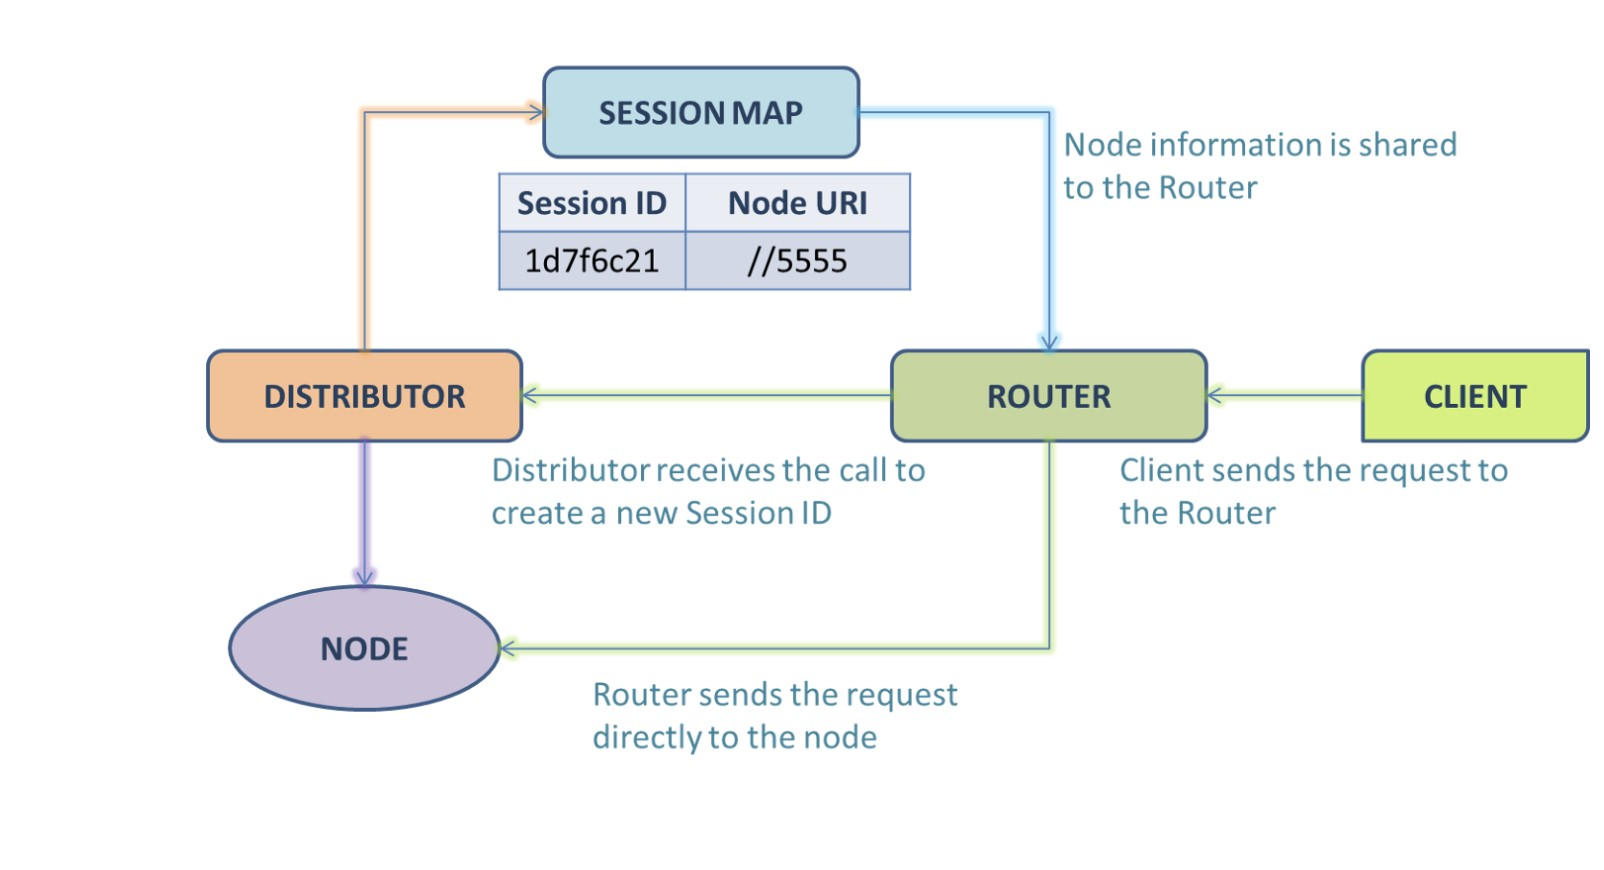 SESSION MAP
Node information is shared
to the Router
Session ID Node URI
1d7f6c21 //5555
DISTRIBUTOR
ROUTER
CLIENT
Distributor receives the call to
create a new Session ID
Client sends the request to
the Router
NODE
Router sends the request
directly to the node